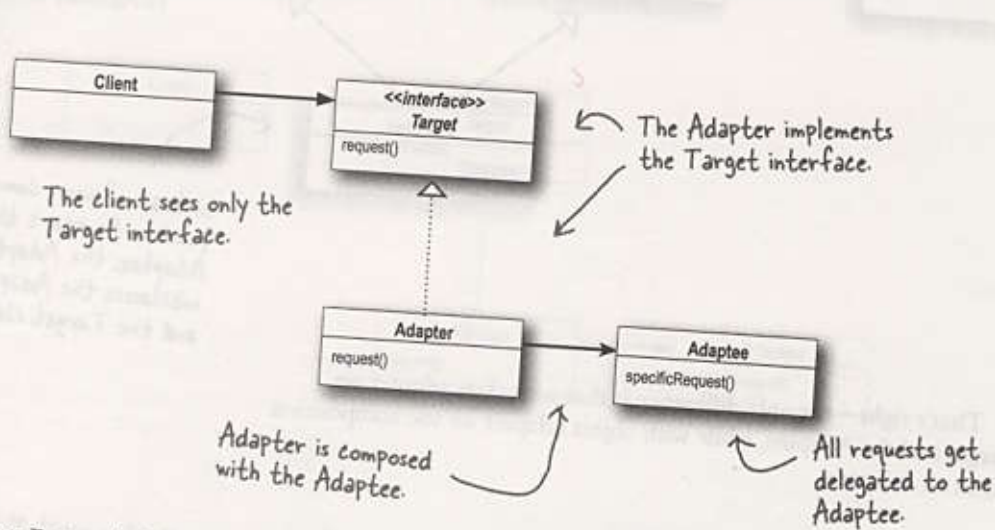 Client
<<interface>>
Target
request()
The Adapter implements
the Target interface.
The client sees only the
Target interface.
Adapter
request()
Adaptee
specificRequest()
Adapter is composed
with the Adaptee.
All requests get
delegated to the
Adaptee.